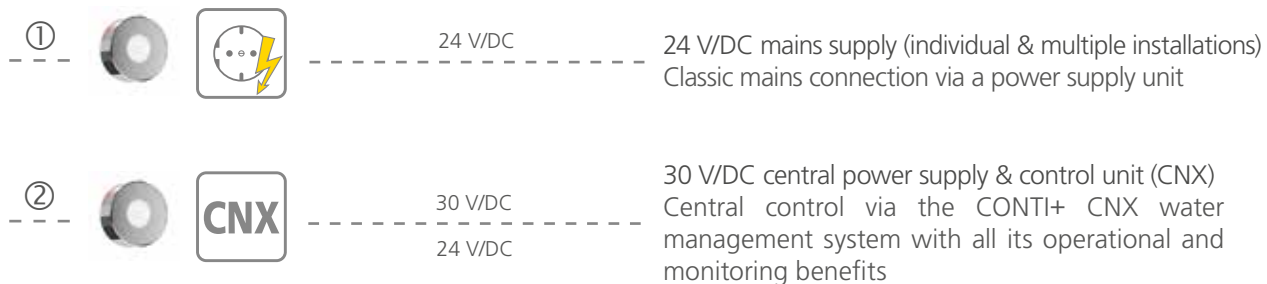 ①
24 V/DC
24 V/DC mains supply (individual & multiple installations)
Classic mains connection via a power supply unit
②
CNX
30 V/DC
24 V/DC
30 V/DC central power supply & control unit (CNX)
Central control via the CONTI+ CNX water
management system with all its operational and
monitoring benefits